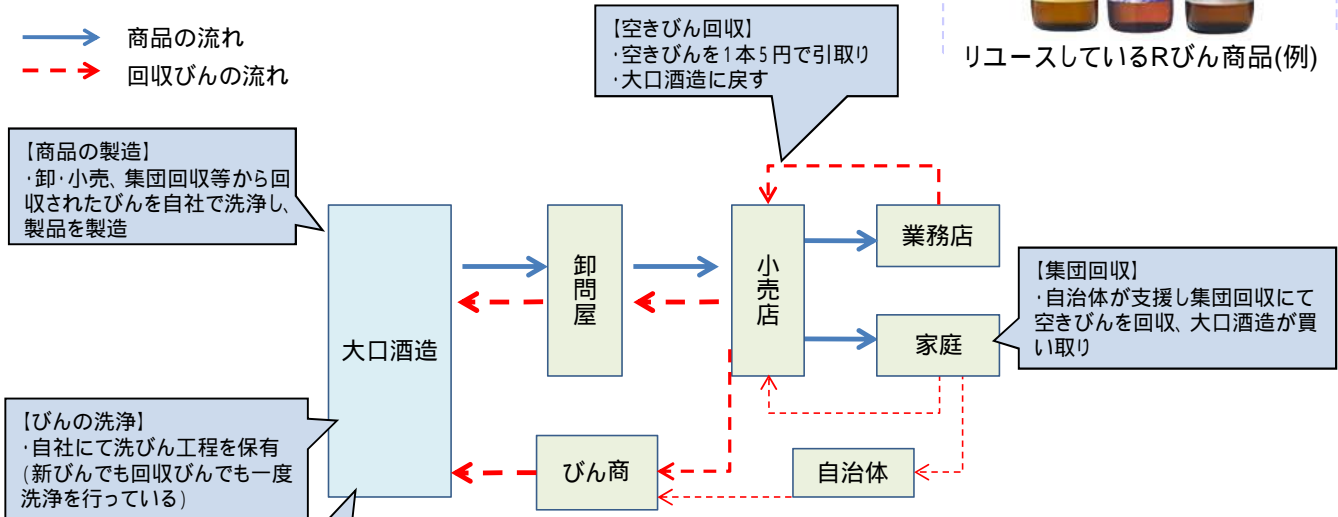 商品の流れ
回収びんの流れ
【空きびん回収】
・空きびんを1本5円で引取り
・大口酒造に戻す
リユースしているRびん商品(例)
【商品の製造】
・卸・小売、集団回収等から回
収されたびんを自社で洗浄し、
製品を製造
大口酒造
卸問屋
小売店
業務店
家庭
【集団回収】
・自治体が支援し集団回収にて
空きびんを回収、大口酒造が買
い取り
【びんの洗浄】
・自社にて洗びん工程を保有
(新びんでも回収びんでも一度
洗浄を行っている)
びん商
自治体